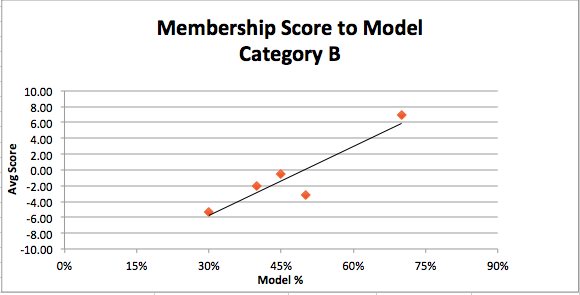 Membership Score to Model
Category B
10.00
8.00
6.00
4.00
2.00
0.00
-2.00
-4.00
-6.00
-8.00
-10.00
Avg Score
0% 15% 30% 45% 60% 75% 90%
Model %